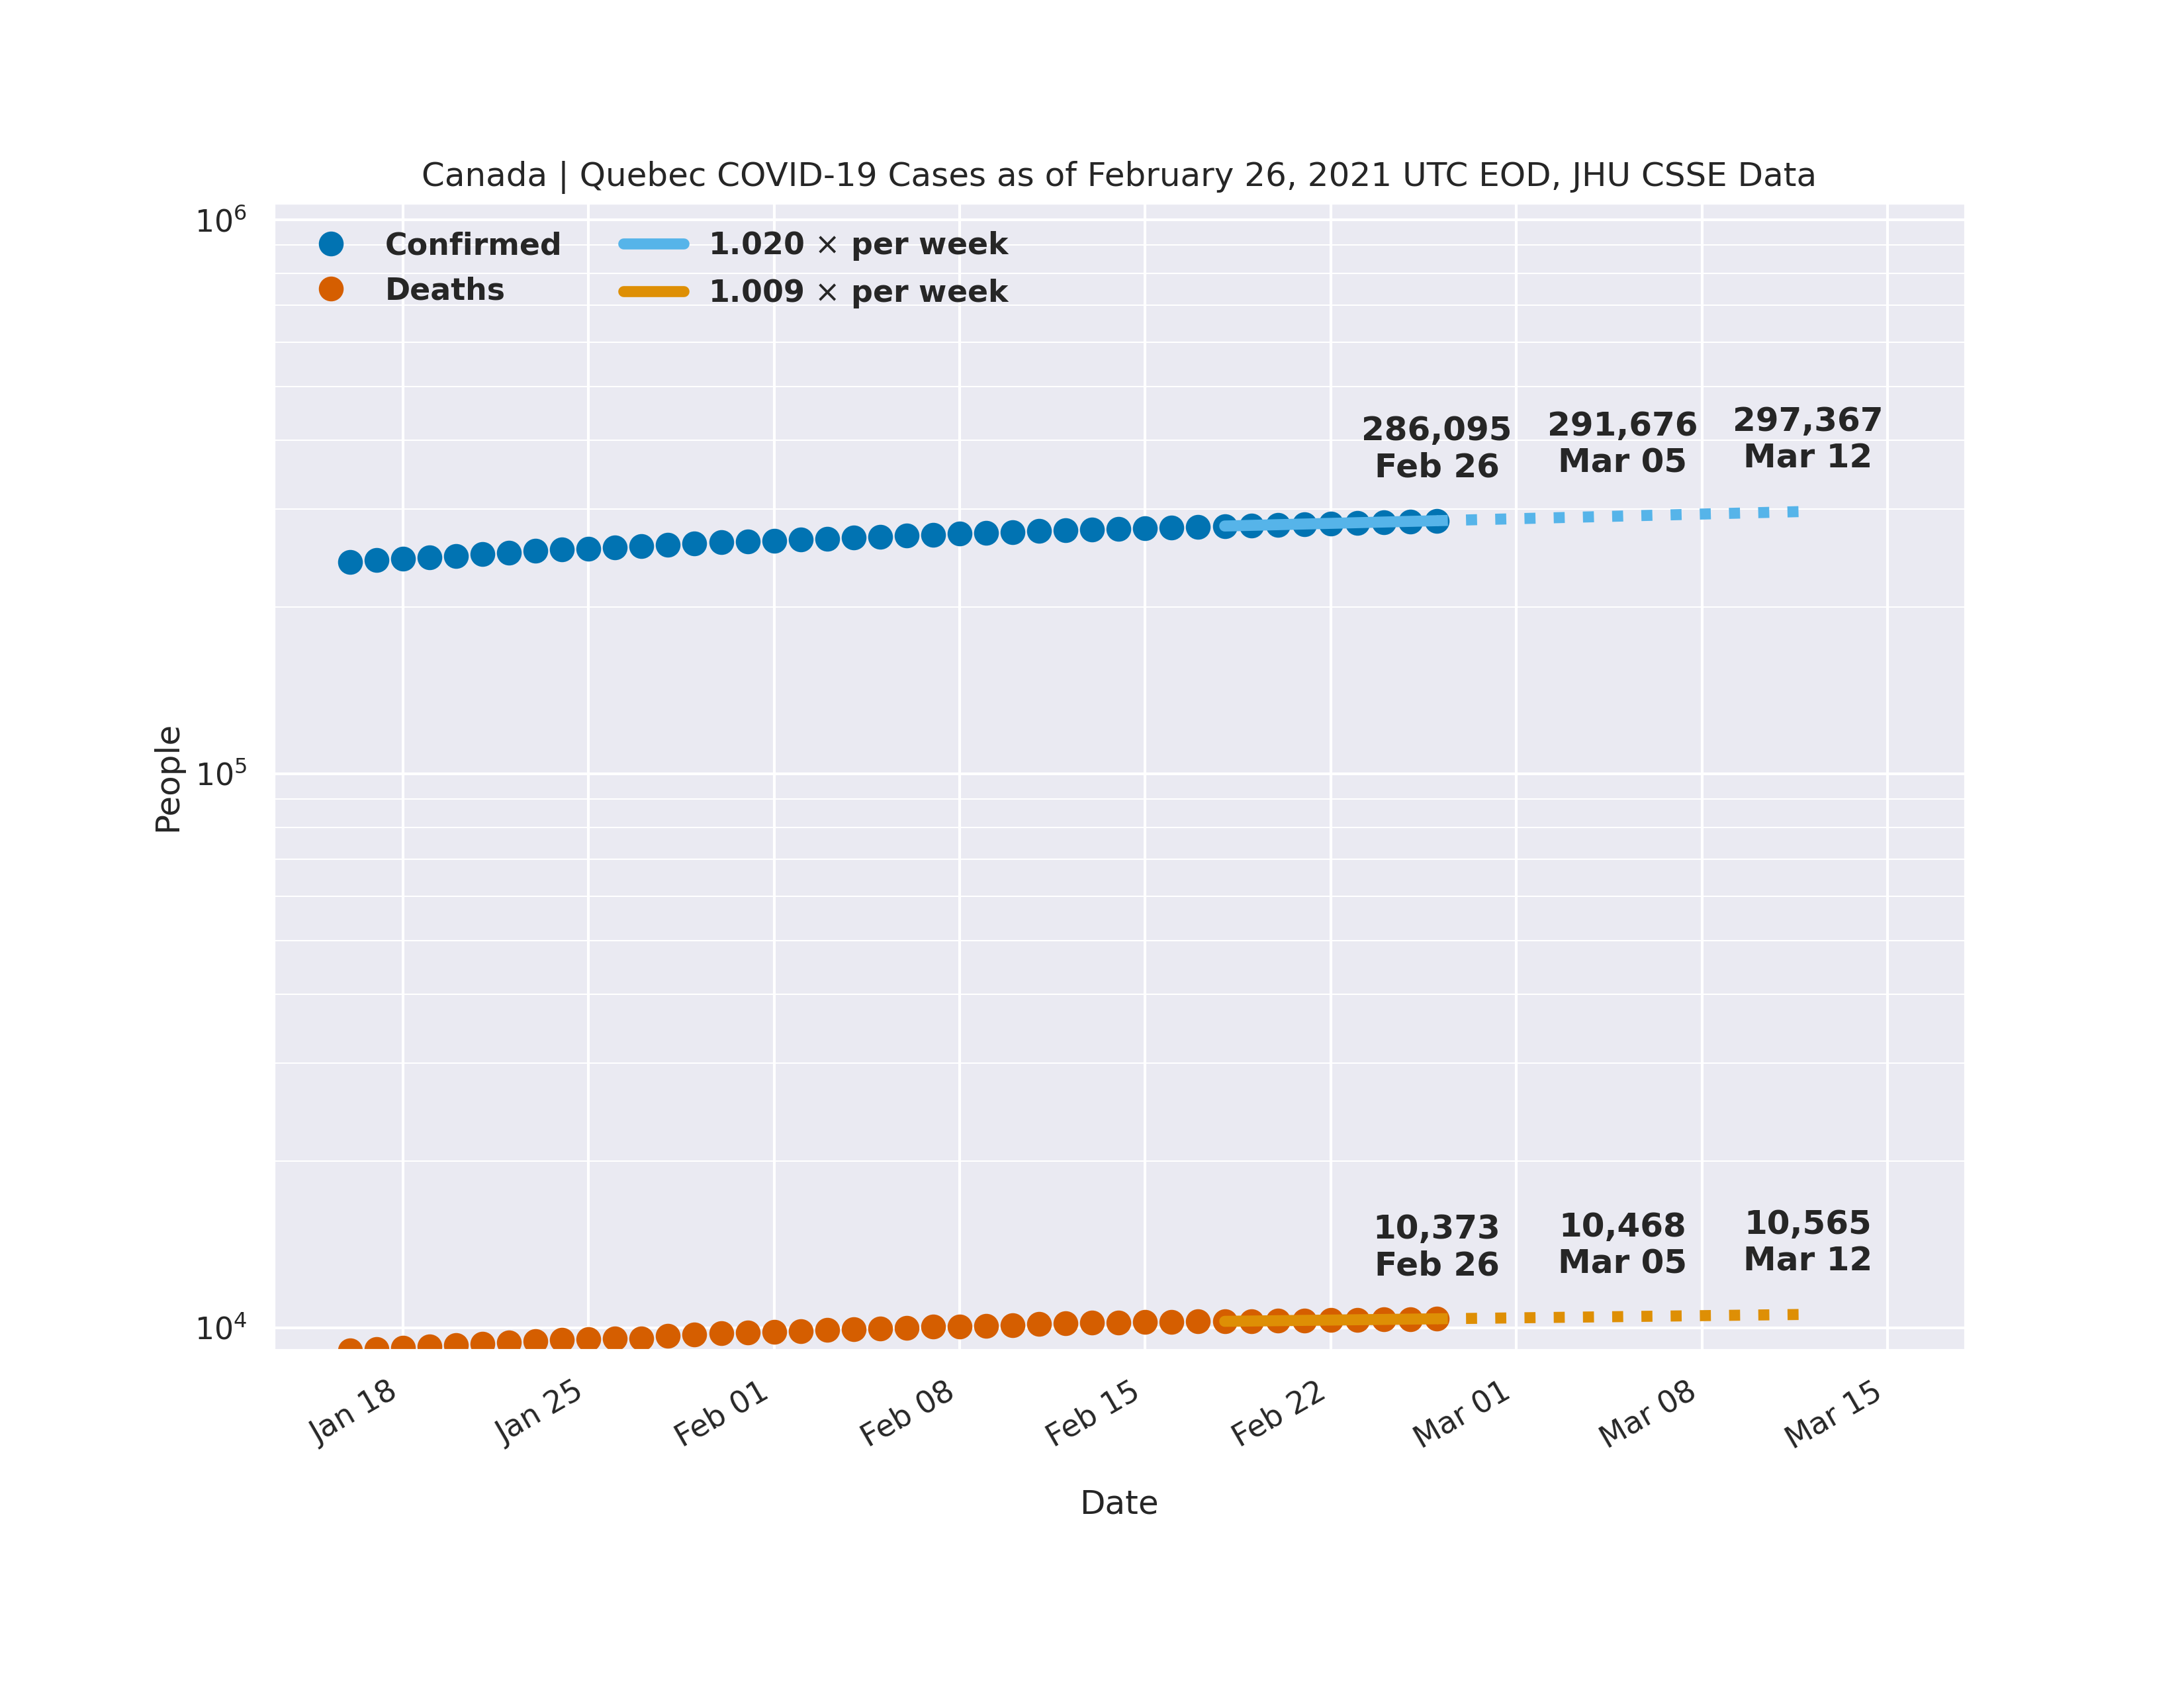 Canada | Quebec COVID-19 Cases as of February 26, 2021 UTC EOD, JHU CSSE Data
10⁶
Confirmed
Deaths
1.020 × per week
1.009 × per week
286,095
Feb 26
291,676
Mar 05
297,367
Mar 12
People
10⁵
10,373
Feb 26
10,468
Mar 05
10,565
Mar 12
10⁴
Jan 18
Jan 25
Feb 01
Feb 08
Feb 15
Feb 22
Mar 01
Mar 08
Mar 15
Date